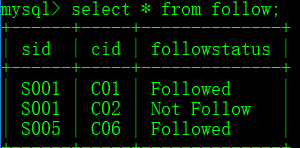 mysql> select * from follow;
+------+------+--------------+
| sid | cid | followstatus |
+------+------+--------------+
| S001 | C01 | Followed
| S001 | C02 | Not Follow
| S005 | C06 | Followed
+------+------+--------------+